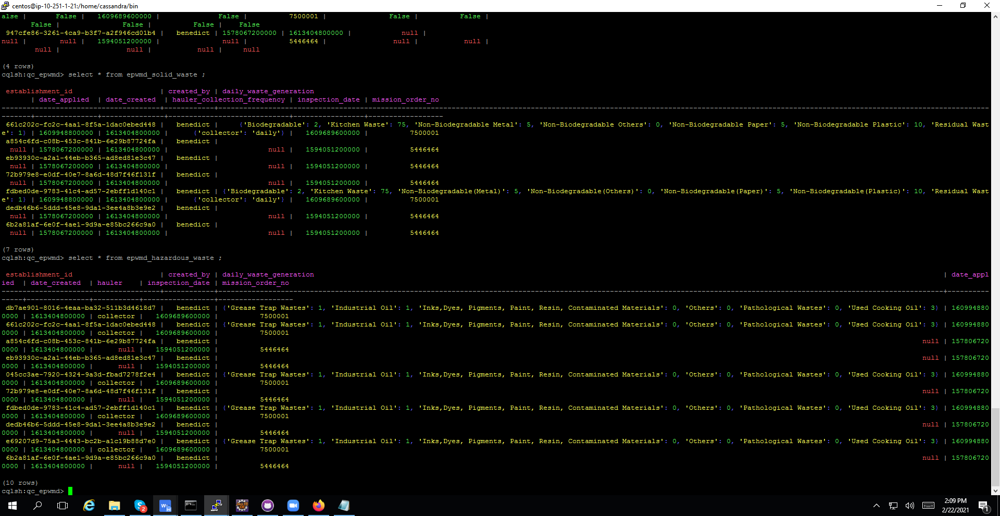 centos@ip-10-251-1-21:/home/cassandra/bin
alse |       False |   1609689600000 |                False |          7500001 |               False |          False |
       False |               False |          False |    False
 947cfe86-3261-4ca9-b3f7-a2f946cd01b4 |   benedict | 1578067200000 | 1613404800000 |            null |
null |        null |   1594051200000 |                 null |          5446464 |                null |           null |
        null |                null |           null |     null
(4 rows)
cqlsh:qc_epwmd> select * from epwmd_solid_waste ;
 establishment_id                     | created_by | daily_waste_generation
       | date_applied  | date_created  | hauler_collection_frequency | inspection_date | mission_order_no
--------------------------------------+------------+----------------------------------------------------------------
-------+---------------+---------------+-----------------------------+-----------------+------------------
 661c202c-fc2c-4aa1-8f5a-1dac0ebed448 |   benedict |     {'Biodegradable': 2, 'Kitchen Waste': 75, 'Non-Biodegradable Metal': 5, 'Non-Biodegradable Others': 0, 'Non-Biodegradable Paper': 5, 'Non-Biodegradable Plastic': 10, 'Residual Wast
e': 1} | 1609948800000 | 1613404800000 |      {'collector': 'daily'} |   1609689600000 |          7500001
 a854c6fd-c08b-453c-841b-6e29b87724fa |   benedict |
  null | 1578067200000 | 1613404800000 |                        null |   1594051200000 |          5446464
 eb93930c-a2a1-44eb-b365-ad8ed81e3c47 |   benedict |
  null | 1578067200000 | 1613404800000 |                        null |   1594051200000 |          5446464
 72b979e8-e0df-40e7-8a6d-48d7f46f131f |   benedict |
  null | 1578067200000 | 1613404800000 |                        null |   1594051200000 |          5446464
 fdbed0de-9783-41c4-ad57-2ebff1d140c1 |   benedict | {'Biodegradable': 2, 'Kitchen Waste': 75, 'Non-Biodegradable(Metal)': 5, 'Non-Biodegradable(Others)': 0, 'Non-Biodegradable(Paper)': 5, 'Non-Biodegradable(Plastic)': 10, 'Residual Wast
e': 1} | 1609948800000 | 1613404800000 |      {'collector': 'daily'} |   1609689600000 |          7500001
 dedb46b6-5ddd-45e8-9da1-3ee4a8b3e9e2 |   benedict |
  null | 1578067200000 | 1613404800000 |                        null |   1594051200000 |          5446464
 6b2a81af-6e0f-4ae1-9d9a-e85bc266c9a0 |   benedict |
  null | 1578067200000 | 1613404800000 |                        null |   1594051200000 |          5446464
(7 rows)
cqlsh:qc_epwmd> select * from epwmd_hazardous_waste ;
 establishment_id                     | created_by | daily_waste_generation | date_appl
ied  | date_created  | hauler    | inspection_date | mission_order_no
--------------------------------------+------------+----------------------------------------------------------------+----------
-----+---------------+-----------+-----------------+------------------
 db7ae901-8016-4eaa-ba32-511b3d4618d7 |   benedict | {'Grease Trap Wastes': 1, 'Industrial Oil': 1, 'Inks,Dyes, Pigments, Paint, Resin, Contaminated Materials': 0, 'Others': 0, 'Pathological Wastes': 0, 'Used Cooking Oil': 3} | 160994880
0000 | 1613404800000 | collector |   1609689600000 |          7500001
 661c202c-fc2c-4aa1-8f5a-1dac0ebed448 |   benedict | {'Grease Trap Wastes': 1, 'Industrial Oil': 1, 'Inks,Dyes, Pigments, Paint, Resin, Contaminated Materials': 0, 'Others': 0, 'Pathological Wastes': 0, 'Used Cooking Oil': 3} | 160994880
0000 | 1613404800000 | collector |   1609689600000 |          7500001
 a854c6fd-c08b-453c-841b-6e29b87724fa |   benedict | null | 157806720
0000 | 1613404800000 |      null |   1594051200000 |          5446464
 eb93930c-a2a1-44eb-b365-ad8ed81e3c47 |   benedict | null | 157806720
0000 | 1613404800000 |      null |   1594051200000 |          5446464
 045cc3ae-7920-4324-9a3d-fbad7278f2e4 |   benedict | {'Grease Trap Wastes': 1, 'Industrial Oil': 1, 'Inks,Dyes, Pigments, Paint, Resin, Contaminated Materials': 0, 'Others': 0, 'Pathological Wastes': 0, 'Used Cooking Oil': 3} | 160994880
0000 | 1613404800000 | collector |   1609689600000 |          7500001
 72b979e8-e0df-40e7-8a6d-48d7f46f131f |   benedict | null | 157806720
0000 | 1613404800000 |      null |   1594051200000 |          5446464
 fdbed0de-9783-41c4-ad57-2ebff1d140c1 |   benedict | {'Grease Trap Wastes': 1, 'Industrial Oil': 1, 'Inks,Dyes, Pigments, Paint, Resin, Contaminated Materials': 0, 'Others': 0, 'Pathological Wastes': 0, 'Used Cooking Oil': 3} | 160994880
0000 | 1613404800000 | collector |   1609689600000 |          7500001
 dedb46b6-5ddd-45e8-9da1-3ee4a8b3e9e2 |   benedict | null | 157806720
0000 | 1613404800000 |      null |   1594051200000 |          5446464
 e69207d9-75a3-4443-bc2b-a1c19b88d7e0 |   benedict | {'Grease Trap Wastes': 1, 'Industrial Oil': 1, 'Inks,Dyes, Pigments, Paint, Resin, Contaminated Materials': 0, 'Others': 0, 'Pathological Wastes': 0, 'Used Cooking Oil': 3} | 160994880
0000 | 1613404800000 | collector |   1609689600000 |          7500001
 6b2a81af-6e0f-4ae1-9d9a-e85bc266c9a0 |   benedict | null | 157806720
0000 | 1613404800000 |      null |   1594051200000 |          5446464
(10 rows)
cqlsh:qc_epwmd>
2:09 PM
2/22/2021